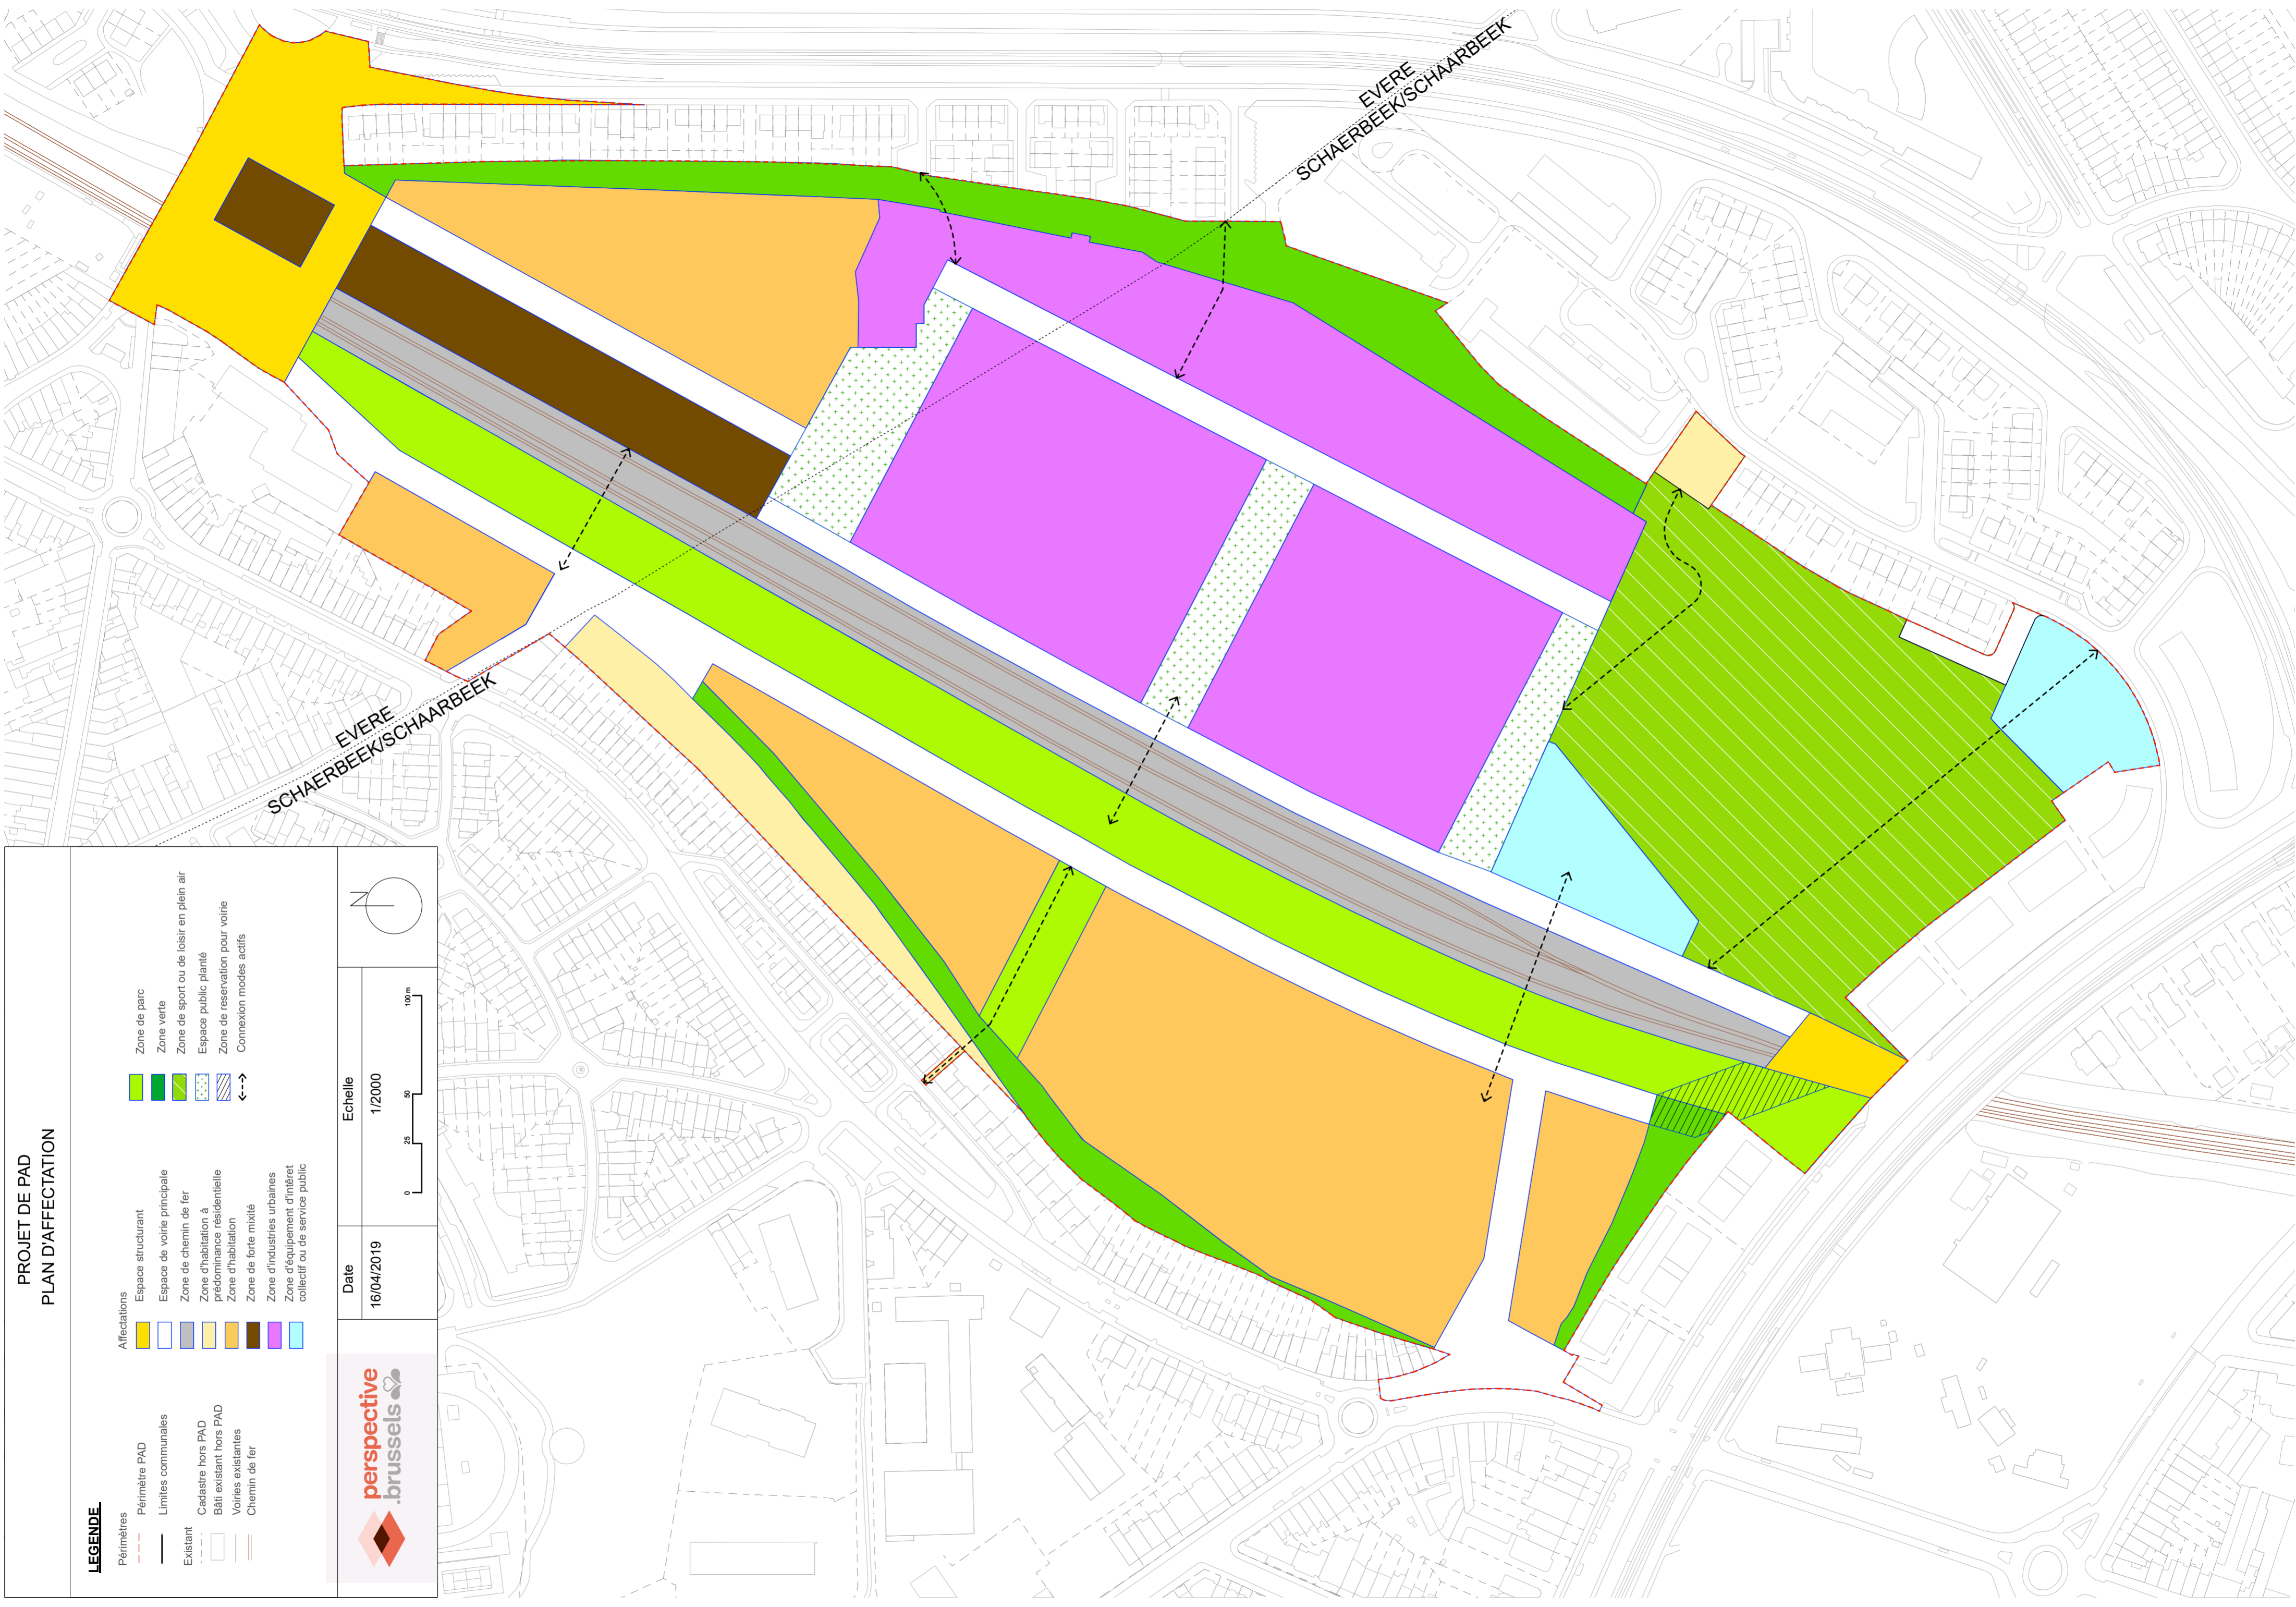 PROJET DE PAD
PLAN D'AFFECTATION
LEGENDE
Périmètres
Périmètre PAD
Limites communales
Existant
Cadastre hors PAD
Bâti existant hors PAD
Voiries existantes
Chemin de fer
Affectations
Espace structurant
Espace de voirie principale
Zone de chemin de fer
Zone d'habitation à
prédominance résidentielle
Zone d'habitation
Zone de forte mixité
Zone d'industries urbaines
Zone d'équipement d'intêret
collectif ou de service public
Zone de parc
Zone verte
Zone de sport ou de loisir en plein air
Espace public planté
Zone de reservation pour voirie
Connexion modes actifs
perspective
.brussels
Date
16/04/2019
Echelle
1/2000
0 25 50 100 m
N
EVERE
SCHAERBEEK/SCHAARBEEK
EVERE
SCHAERBEEK/SCHAARBEEK